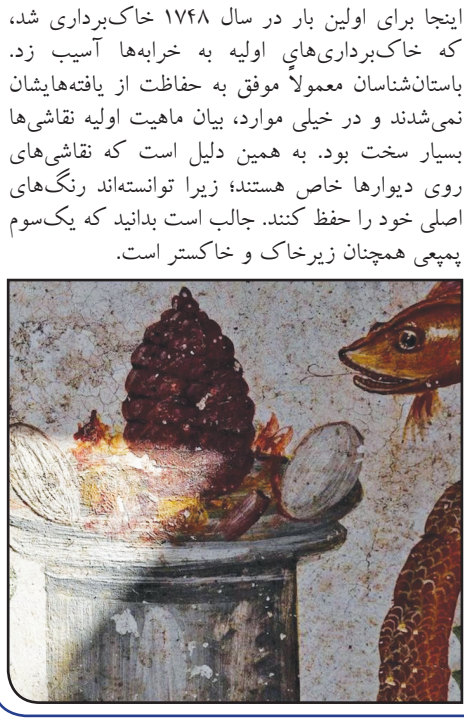 اینجا برای اولین بار در سال ۱۷۴۸ خاک‌برداری شد،
که خاک‌برداری‌های اولیه به خرابه‌ها آسیب زد.
باستان‌شناسان معمولاً موفق به حفاظت از یافته‌هایشان
نمی‌شدند و در خیلی موارد، بیان ماهیت اولیه نقاشی‌ها
بسیار سخت بود. به همین دلیل است که نقاشی‌های
روی دیوارها خاص هستند؛ زیرا توانسته‌اند رنگ‌های
اصلی خود را حفظ کنند. جالب است بدانید که یک‌سوم
پمپعی همچنان زیرخاک و خاکستر است.